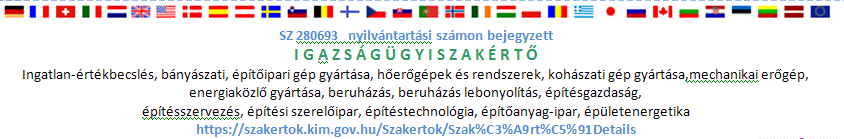 SZ 280693 nyilvántartási számon bejegyzett
I G A Z S Á G Ü G Y I S Z A K É R T Ő
Ingatlan-értékbecslés, bányászati, építőipari gép gyártása, hőerőgépek és rendszerek, kohászati gép gyártása,mechanikai erőgép,
energiaközlő gyártása, beruházás, beruházás lebonyolítás, építésgazdaság,
építésszervezés, építési szerelőipar, építéstechnológia, építőanyag-ipar, épületenergetika
https://szakertok.kim.gov.hu/Szakertok/Szak%C3%A9rt%C5%91Details